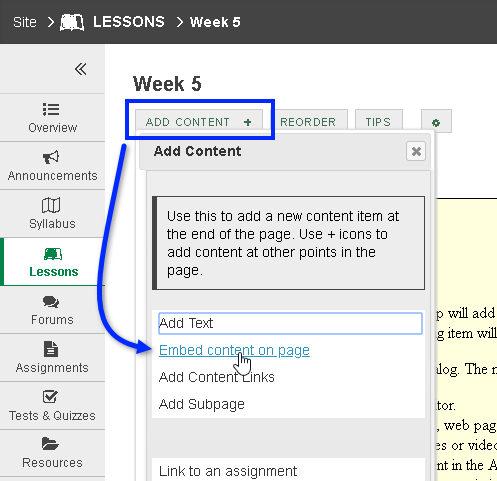 Site > LESSONS > Week 5
«
Week 5
ADD CONTENT +
REORDER
TIPS
Overview
Announcements
Syllabus
Lessons
Forums
Assignments
Tests & Quizzes
Resources
Add Content
Use this to add a new content item at
the end of the page. Use + icons to
add content at other points in the
page.
Add Text
Embed content on page
Add Content Links
Add Subpage
Link to an assignment
p will add
g item will
log. The n
tor.
, web pag
es or video
nt in the A